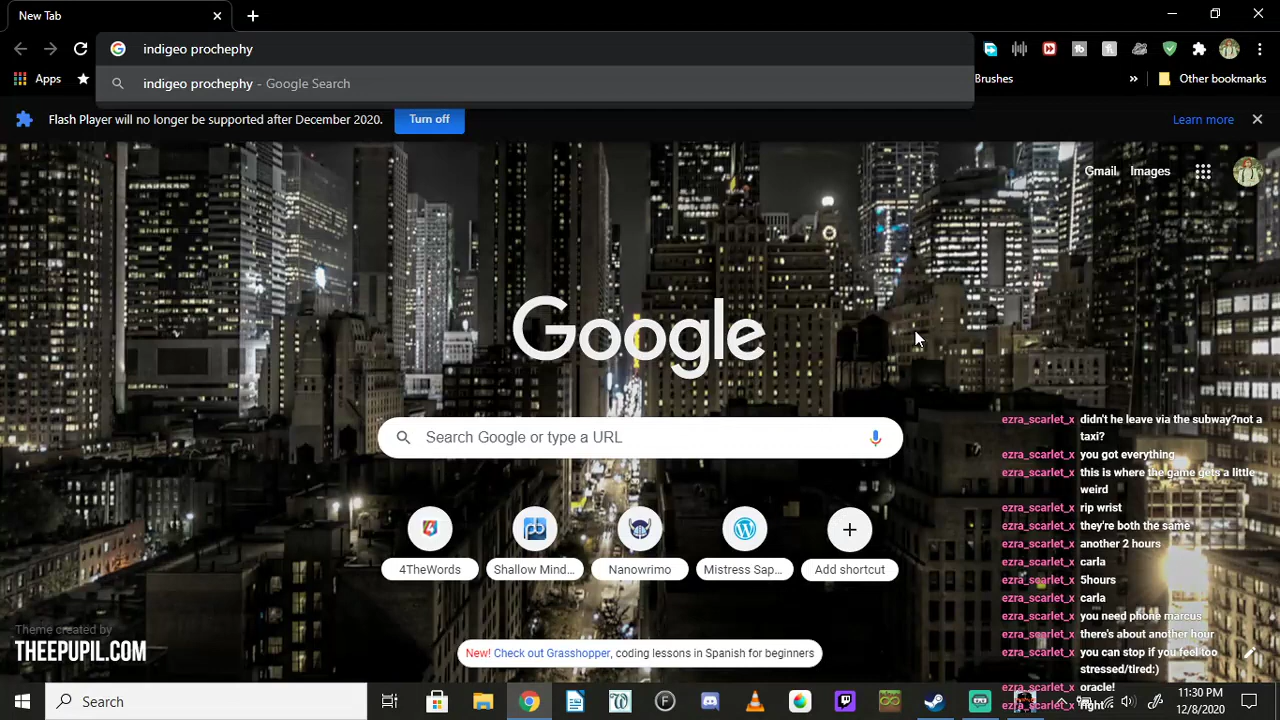 New Tab
indigeo prochephy
Apps
indigeo prochephy - Google Search
Brushes
Other bookmarks
Flash Player will no longer be supported after December 2020.
Turn off
Learn more
Gmail
Images
Google
Search Google or type a URL
4TheWords
Shallow Mind...
Nanowrimo
Mistress Sap...
Add shortcut
Theme created by
THEEPUPIL.COM
New! Check out Grasshopper, coding lessons in Spanish for beginners
ezra_scarlet_x didn't he leave via the subway?not a
taxi?
ezra_scarlet_x you got everything
ezra_scarlet_x this is where the game gets a little
weird
ezra_scarlet_x rip wrist
ezra_scarlet_x they're both the same
ezra_scarlet_x another 2 hours
ezra_scarlet_x carla
ezra_scarlet_x 5hours
ezra_scarlet_x carla
ezra_scarlet_x you need phone marcus
ezra_scarlet_x there's about another hour
ezra_scarlet_x you can stop if you feel too
stressed/tired:)
ezra_scarlet_x oracle!
ezra_scarlet_x right
Search
11:30 PM
12/8/2020